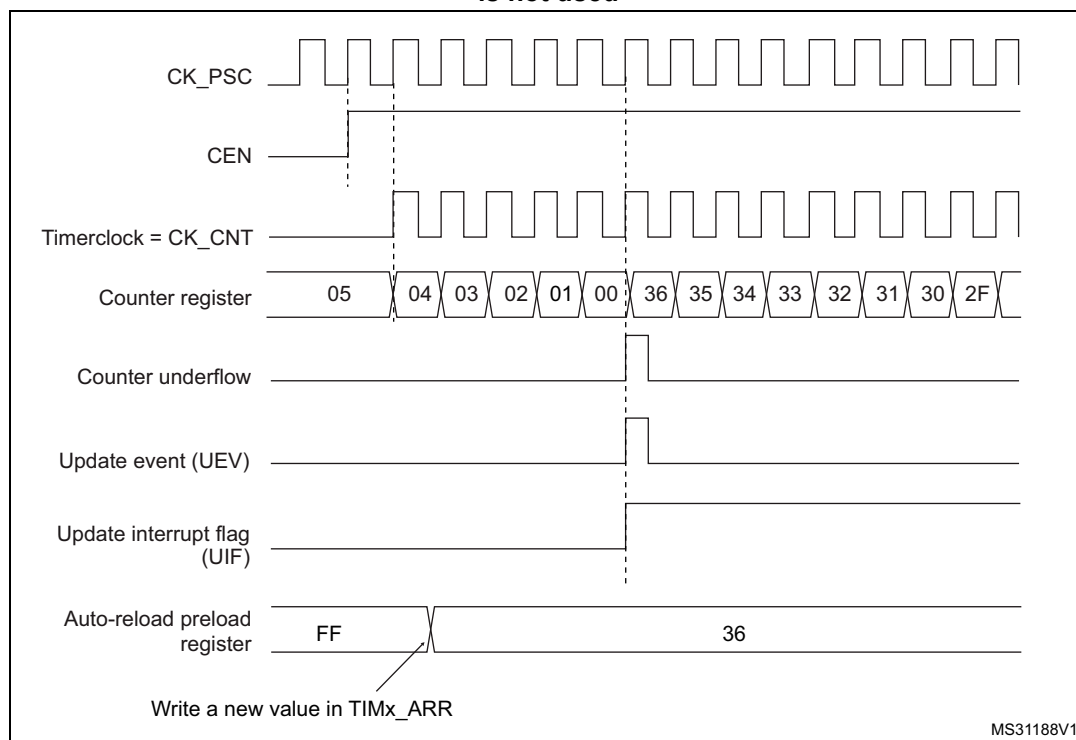 is not used
CK_PSC
CEN
Timerclock = CK_CNT
Counter register 05 04 03 02 01 00 36 35 34 33 32 31 30 2F
Counter underflow
Update event (UEV)
Update interrupt flag
(UIF)
Auto-reload preload
register
FF 36
Write a new value in TIMx_ARR
MS31188V1